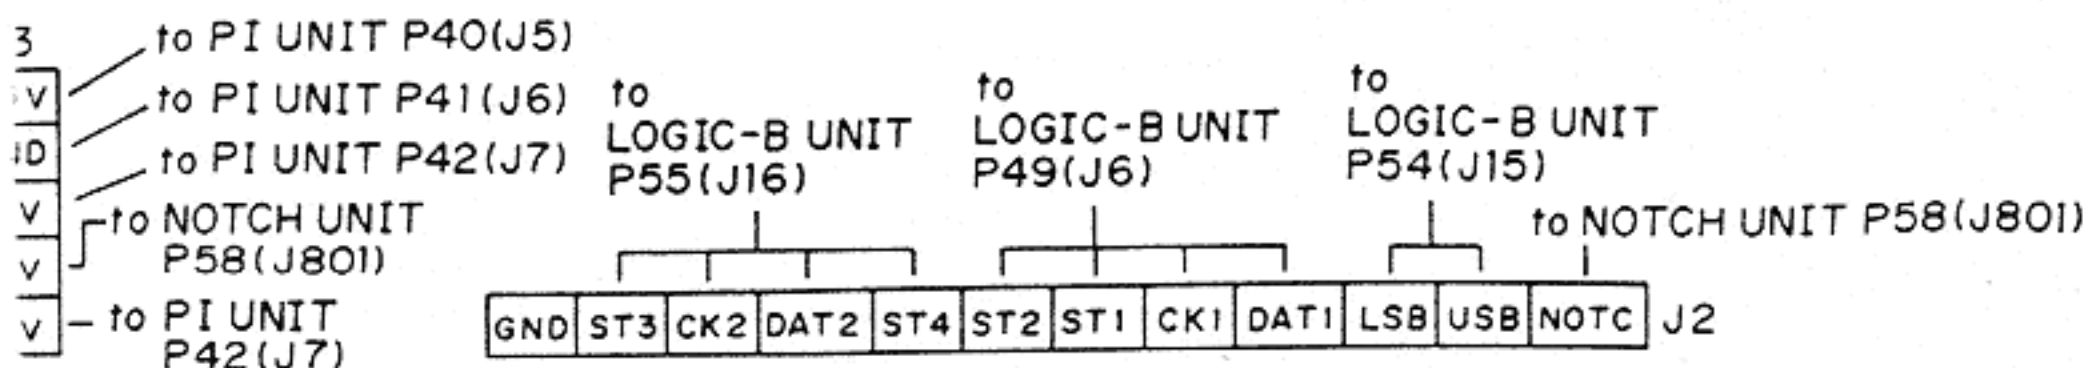 3
to PI UNIT P40(J5)
V
to PI UNIT P41(J6)
D
to PI UNIT P42(J7)
V
to NOTCH UNIT
P58(J801)
V
to PI UNIT
P42(J7)
V
to
LOGIC-B UNIT
P55(J16)
to
LOGIC-B UNIT
P49(J6)
to
LOGIC-B UNIT
P54(J15)
to NOTCH UNIT P58(J801)
GND ST3 CK2 DAT2 ST4 ST2 ST1 CK1 DAT1 LSB USB NOTC J2